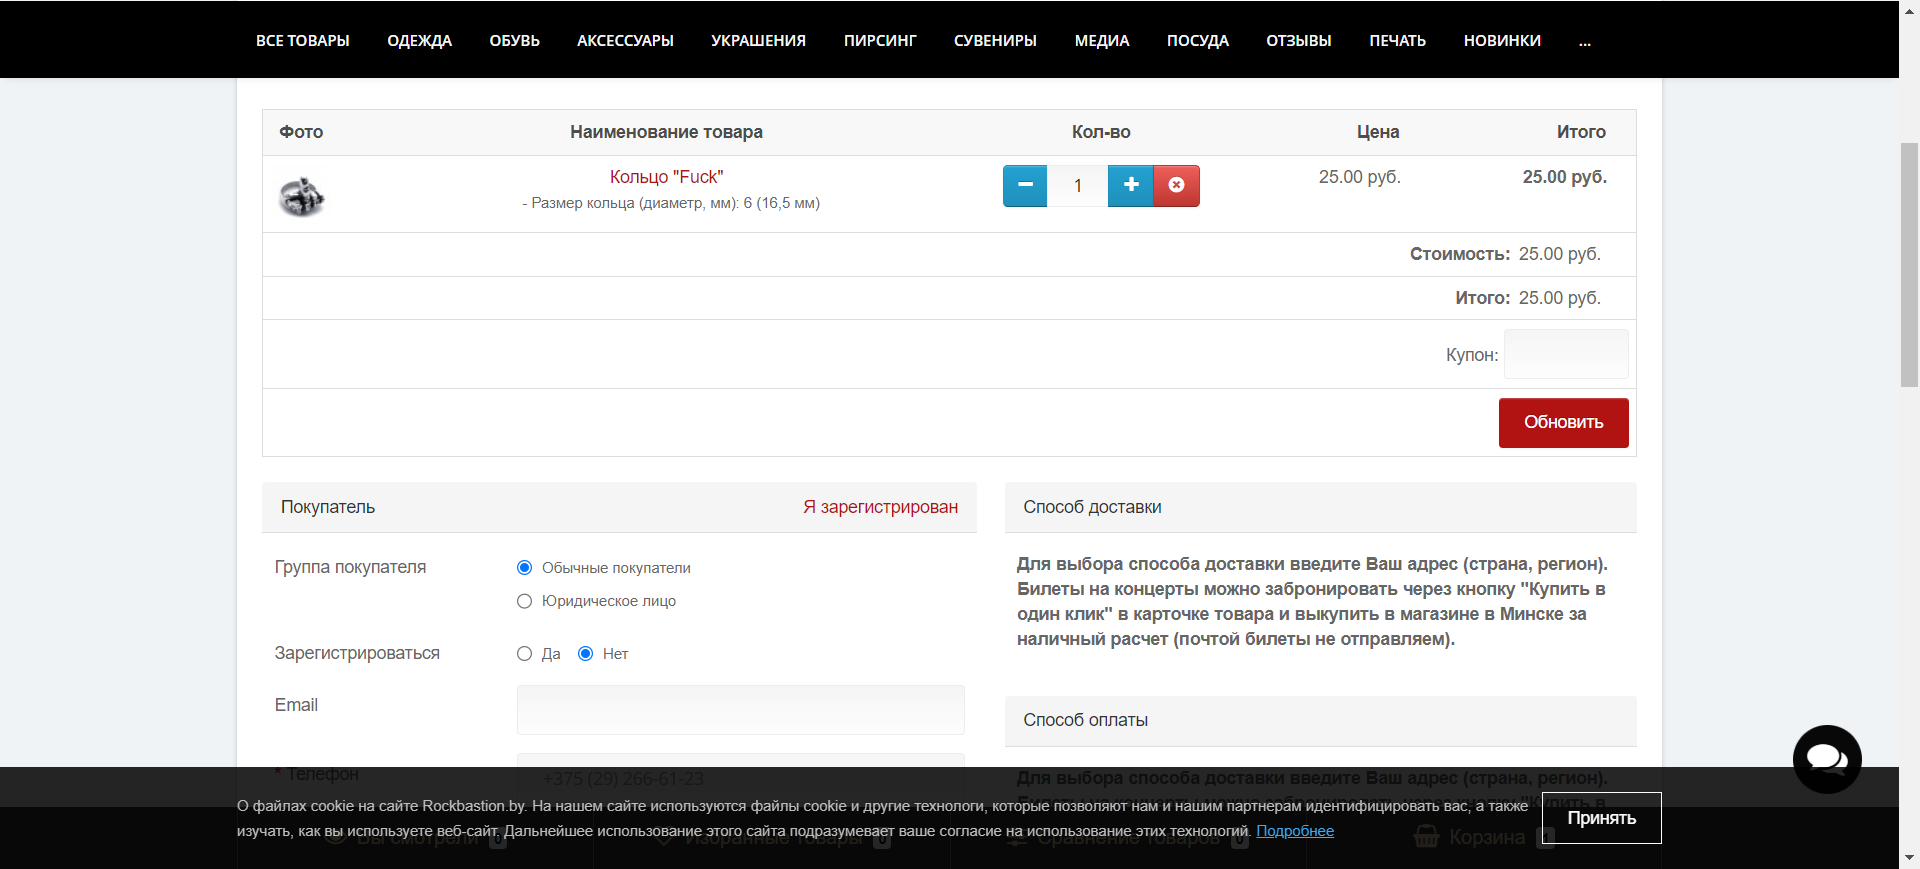 ВСЕ ТОВАРЫ ОДЕЖДА ОБУВЬ АКСЕССУАРЫ УКРАШЕНИЯ ПИРСИНГ СУВЕНИРЫ МЕДИА ПОСУДА ОТЗЫВЫ ПЕЧАТЬ НОВИНКИ ...
Фото Наименование товара Кол-во Цена Итого
Кольцо "Fuck" 1 25.00 руб. 25.00 руб.
- Размер кольца (диаметр, мм): 6 (16,5 мм)
Стоимость: 25.00 руб.
Итого: 25.00 руб.
Купон:
Обновить
Покупатель Я зарегистрирован
Группа покупателя Обычные покупатели
Юридическое лицо
Зарегистрироваться Да Нет
Email
* Телефон +375 (29) 266-61-23
Способ доставки
Для выбора способа доставки введите Ваш адрес (страна, регион).
Билеты на концерты можно забронировать через кнопку "Купить в
один клик" в карточке товара и выкупить в магазине в Минске за
наличный расчет (почтой билеты не отправляем).
Способ оплаты
Для выбора способа доставки введите Ваш адрес (страна, регион).
О файлах cookie на сайте Rockbastion.by. На нашем сайте используются файлы cookie и другие технологи, которые позволяют нам и нашим партнерам идентифицировать вас, а также
изучать, как вы используете веб-сайт. Дальнейшее использование этого сайта подразумевает ваше согласие на использование этих технологий. Подробнее
Принять
Вы смотрели 0 Избранные товары 0 Сравнение товаров 0 Корзина 1